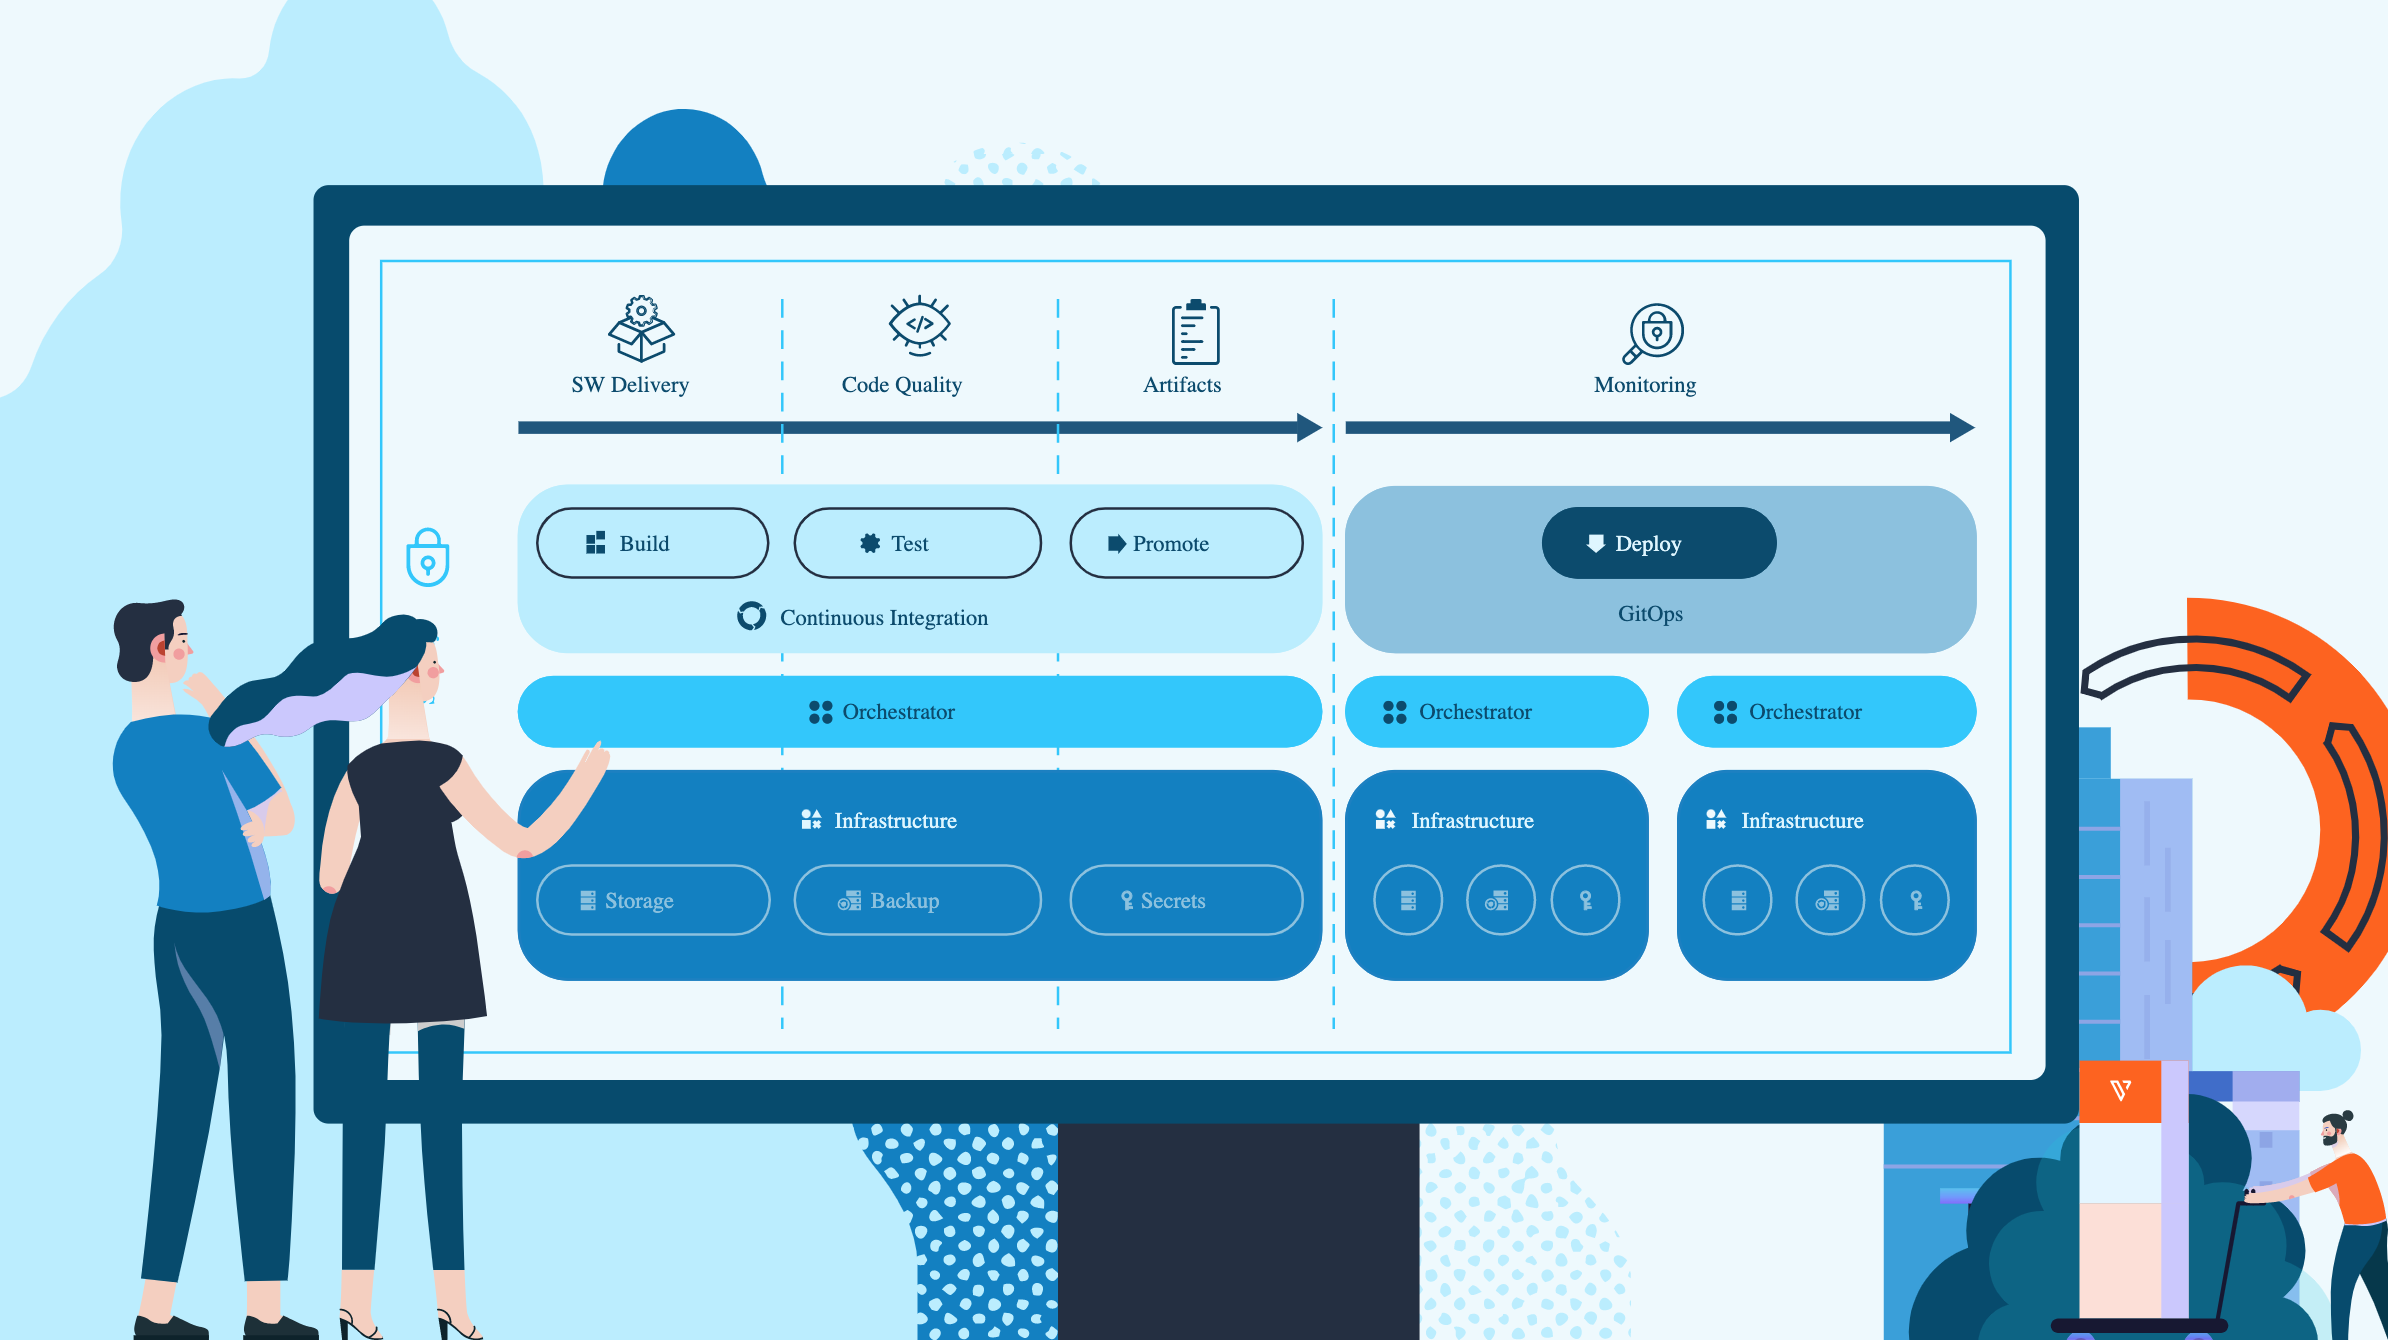 SW Delivery
Code Quality
Artifacts
Monitoring
Build
Test
Promote
Deploy
Continuous Integration
GitOps
Orchestrator
Orchestrator
Orchestrator
Infrastructure
Infrastructure
Infrastructure
Storage
Backup
Secrets